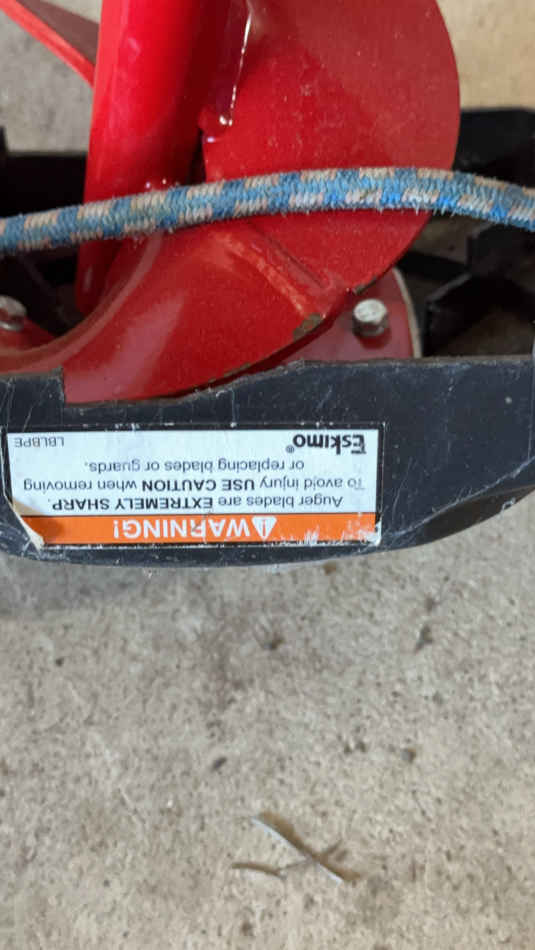 WARNING!
Auger blades are EXTREMELY SHARP.
To avoid injury USE CAUTION when removing
or replacing blades or guards.
Eskimo® LBLBPE